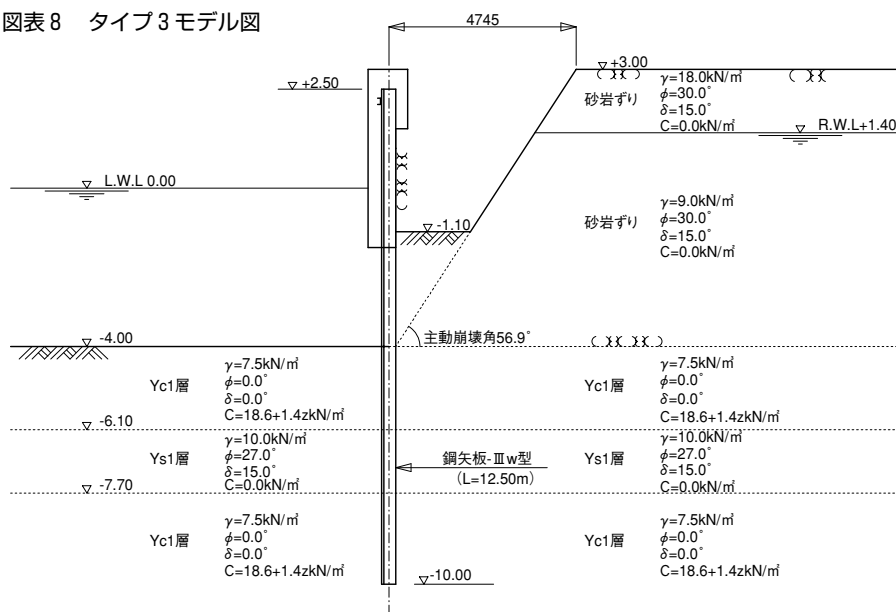 図表8 タイプ3モデル図
4745
+3.00
+2.50
砂岩ずり
γ=18.0kN/㎥
φ=30.0°
δ=15.0°
C=0.0kN/㎡
R.W.L+1.40
L.W.L 0.00
砂岩ずり
γ=9.0kN/㎥
φ=30.0°
δ=15.0°
C=0.0kN/㎡
-1.10
主動崩壊角56.9°
-4.00
Yc1層
γ=7.5kN/㎥
φ=0.0°
δ=0.0°
C=18.6+1.4zkN/㎡
Yc1層
γ=7.5kN/㎥
φ=0.0°
δ=0.0°
C=18.6+1.4zkN/㎡
-6.10
Ys1層
γ=10.0kN/㎥
φ=27.0°
δ=15.0°
C=0.0kN/㎡
鋼矢板-Ⅲw型
(L=12.50m)
Ys1層
γ=10.0kN/㎥
φ=27.0°
δ=15.0°
C=0.0kN/㎡
-7.70
Yc1層
γ=7.5kN/㎥
φ=0.0°
δ=0.0°
C=18.6+1.4zkN/㎡
Yc1層
γ=7.5kN/㎥
φ=0.0°
δ=0.0°
C=18.6+1.4zkN/㎡
-10.00